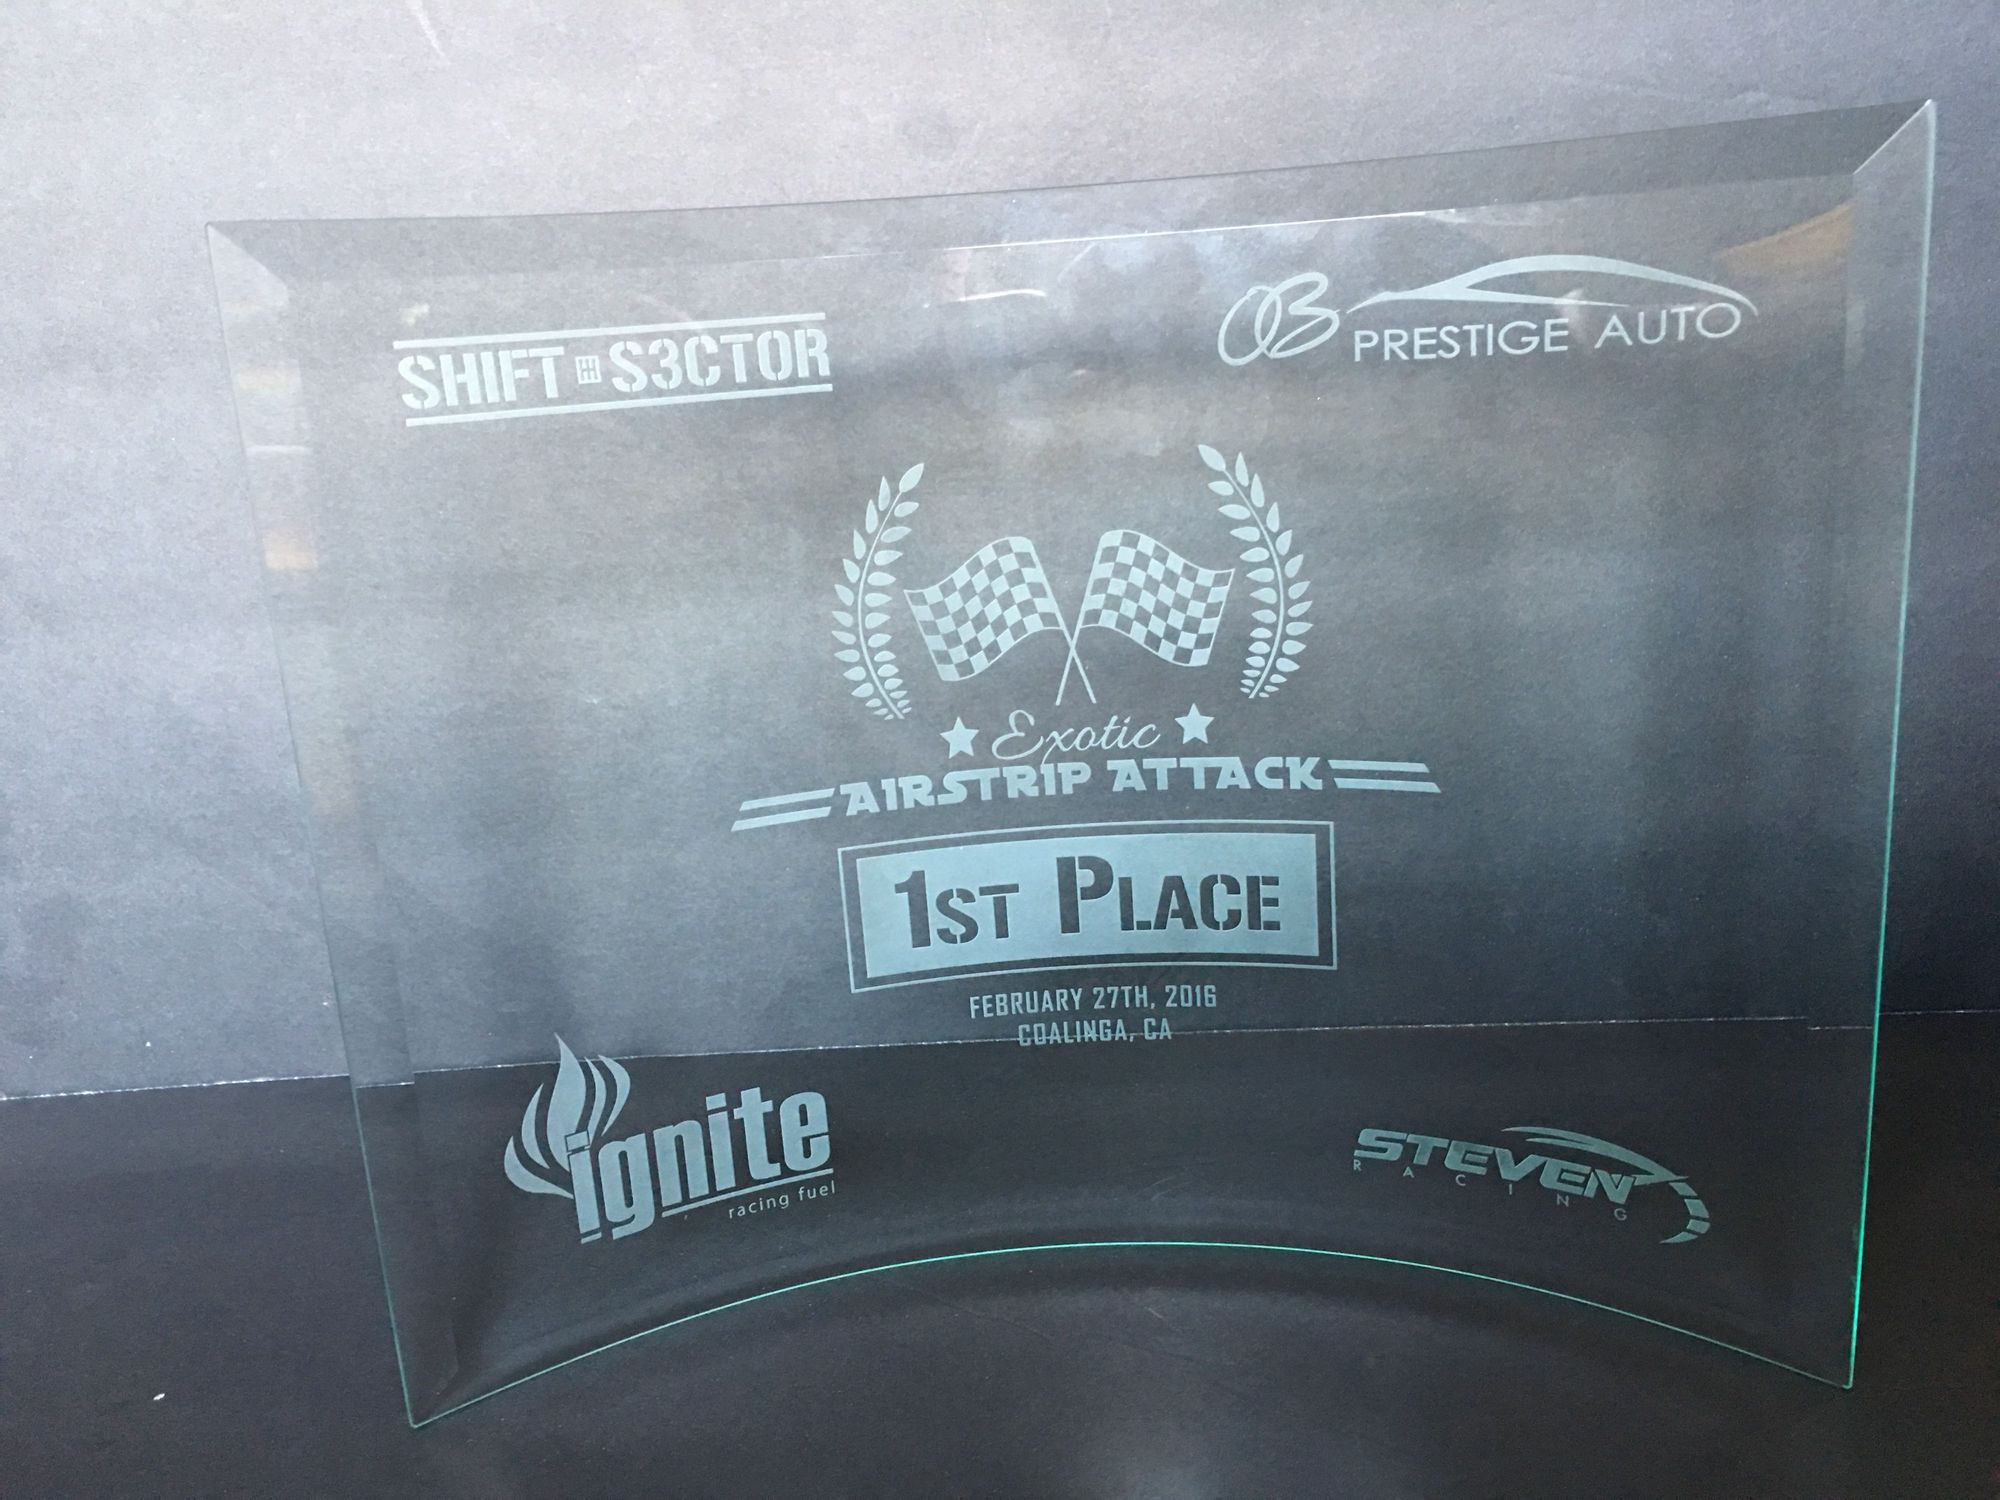 SHIFT S3CTOR
OB PRESTIGE AUTO
Exotic
AIRSTRIP ATTACK
1ST PLACE
FEBRUARY 27TH, 2016
COALINGA, CA
ignite
racing fuel
STEVEN
RACING